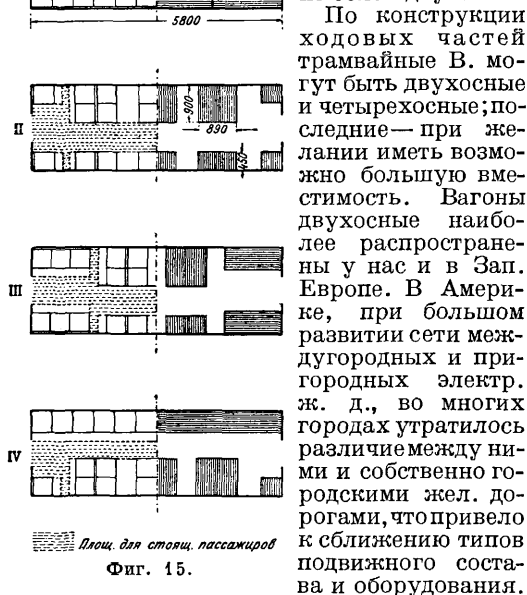 5800
II
900
890
450
III
IV
Площ. для стоящ. пассажиров
Фиг. 15.
По конструкции
ходовых частей
трамвайные В. мо-
гут быть двухосные
и четырехосные; по-
следние— при же-
лании иметь возмо-
жно большую вме-
стимость. Вагоны
двухосные наибо-
лее распростране-
ны у нас и в Зап.
Европе. В Амери-
ке, при большом
развитии сети меж-
дугородных и при-
городных электр.
ж. д., во многих
городах утратилось
различие между ни-
ми и собственно го-
родскими жел. до-
рогами, что привело
к сближению типов
подвижного соста-
ва и оборудования.